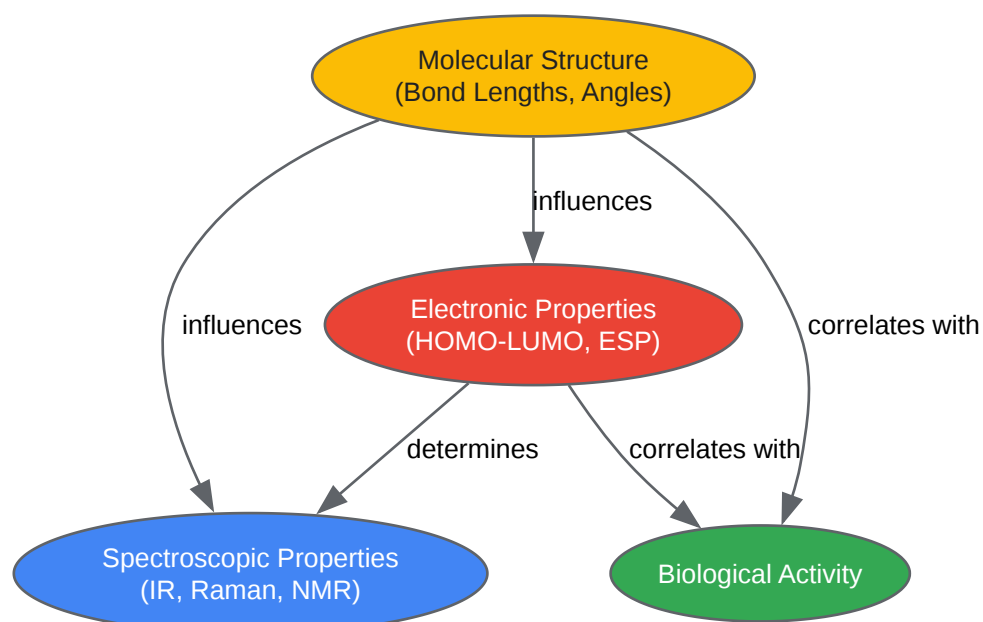 Molecular Structure
(Bond Lengths, Angles)
influences
Electronic Properties
(HOMO-LUMO, ESP)
influences
correlates with
determines
correlates with
Spectroscopic Properties
(IR, Raman, NMR)
Biological Activity